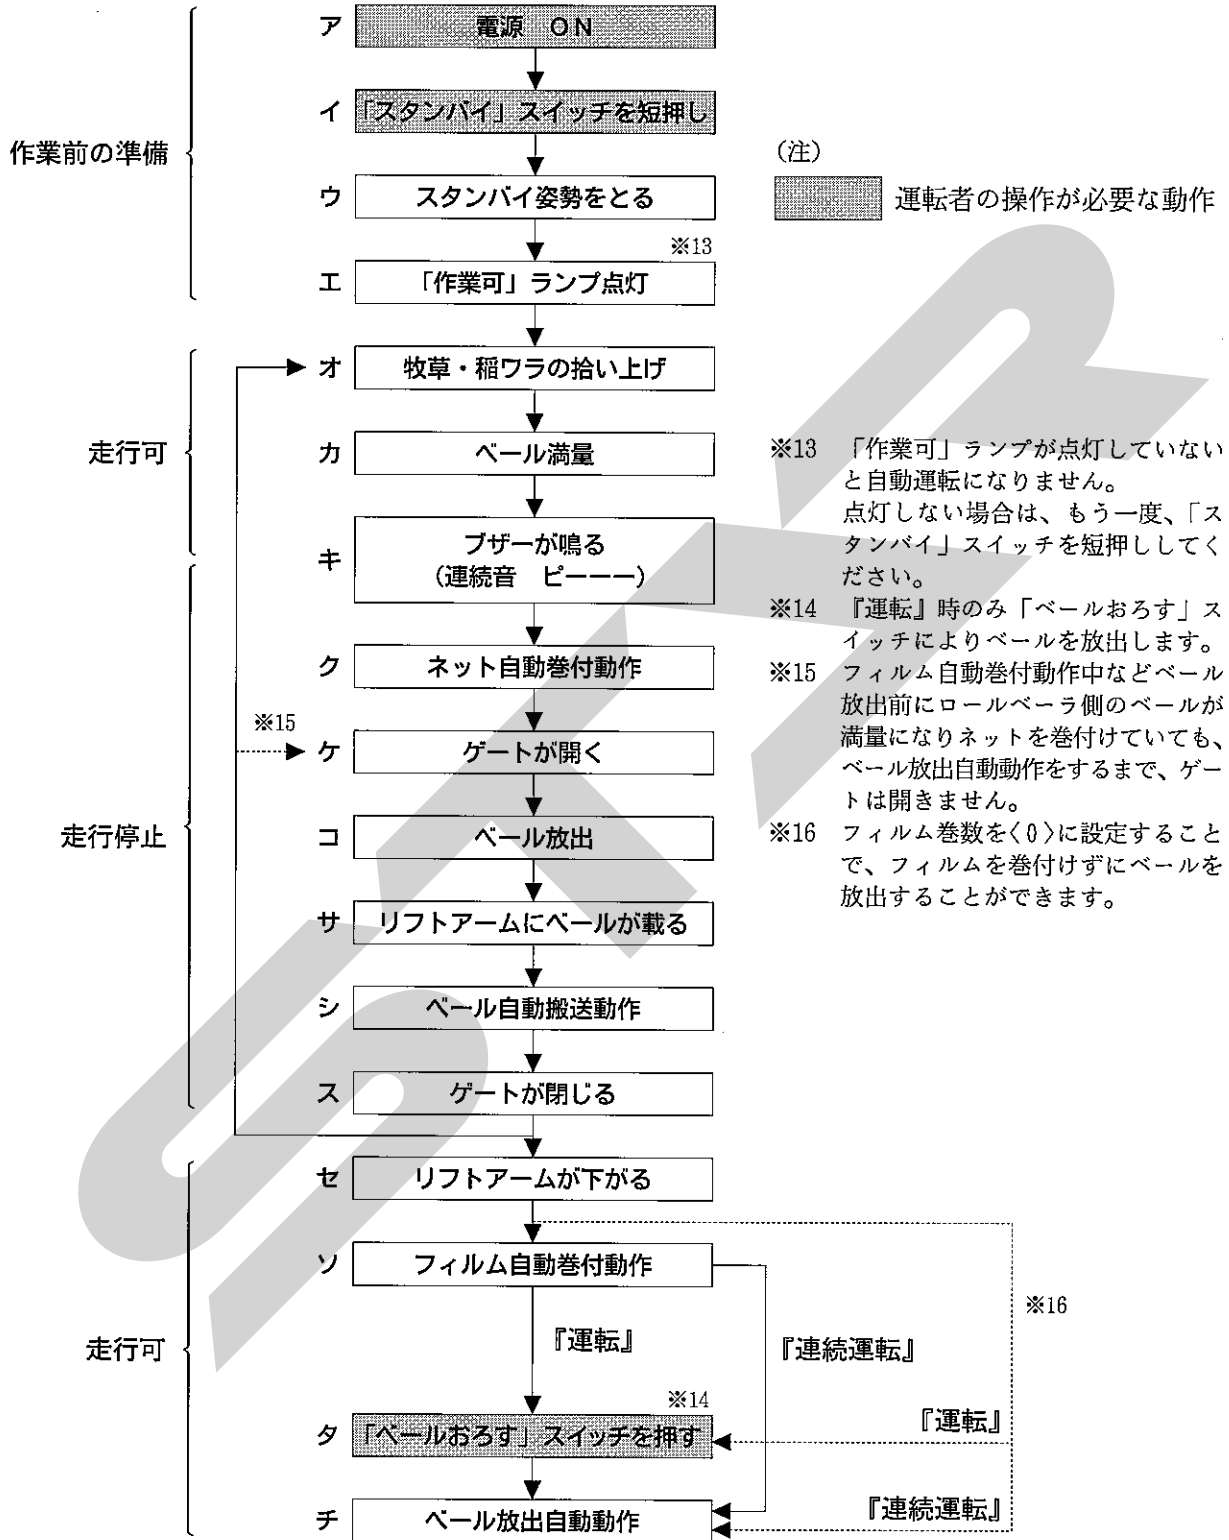 ア 電源 ON
イ 「スタンバイ」スイッチを短押し
作業前の準備
ウ スタンバイ姿勢をとる
※13
エ 「作業可」ランプ点灯
(注)
運転者の操作が必要な動作
オ 牧草・稲ワラの拾い上げ
走行可
カ ベール満量
キ ブザーが鳴る
(連続音 ピーーー)
ク ネット自動巻付動作
※15
ケ ゲートが開く
走行停止
コ ベール放出
サ リフトアームにベールが載る
シ ベール自動搬送動作
ス ゲートが閉じる
セ リフトアームが下がる
ソ フィルム自動巻付動作
走行可
『運転』
『連続運転』
※16
※14
タ 「ベールおろす」スイッチを押す
『運転』
チ ベール放出自動動作
『連続運転』
※13 「作業可」ランプが点灯していない
と自動運転になりません。
点灯しない場合は、もう一度、「ス
タンバイ」スイッチを短押ししてく
ださい。
※14 『運転』時のみ「ベールおろす」ス
イッチによりベールを放出します。
※15 フィルム自動巻付動作中などベール
放出前にロールベーラ側のベールが
満量になりネットを巻付けていても、
ベール放出自動動作をするまで、ゲー
トは開きません。
※16 フィルム巻数を〈0〉に設定すること
で、フィルムを巻付けずにベールを
放出することができます。
STAR